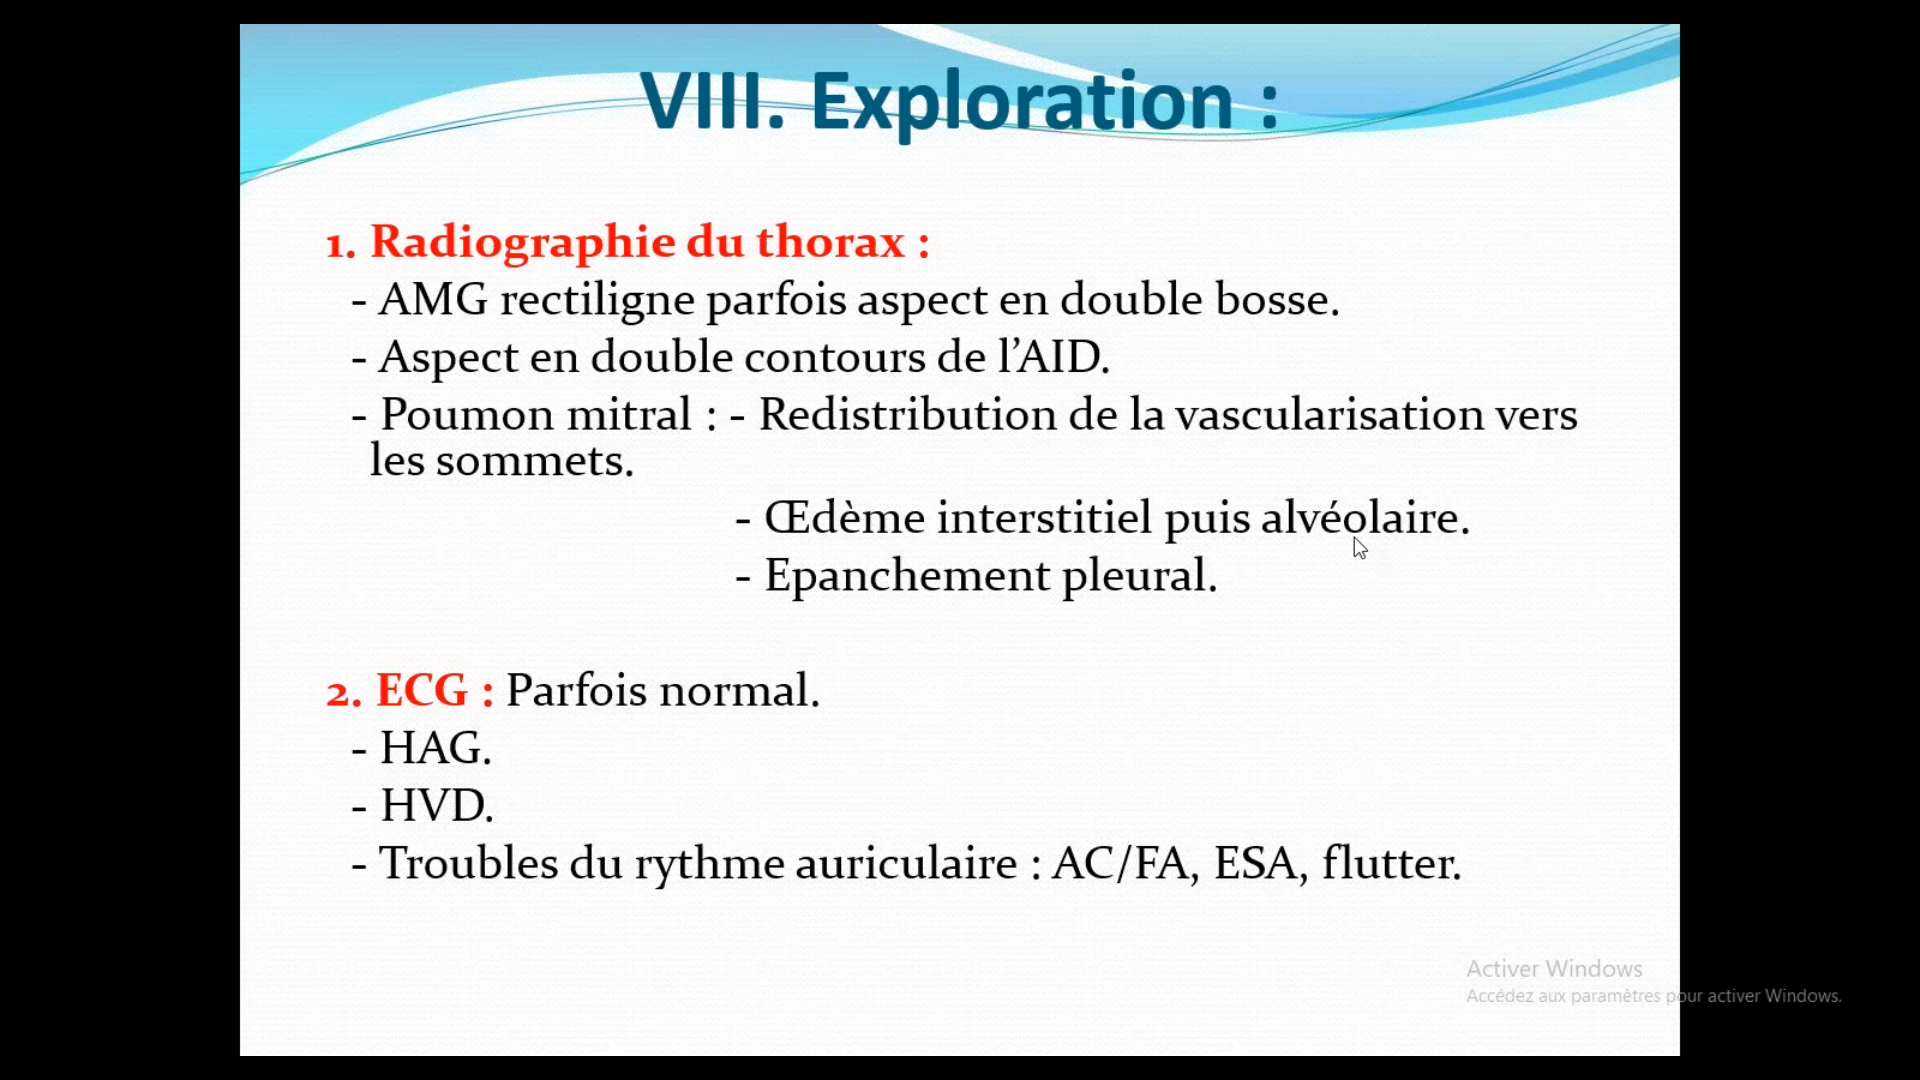 VIII. Exploration :
1. Radiographie du thorax :
- AMG rectiligne parfois aspect en double bosse.
- Aspect en double contours de l’AID.
- Poumon mitral : - Redistribution de la vascularisation vers
les sommets.
- Œdème interstitiel puis alvéolaire.
- Epanchement pleural.
2. ECG : Parfois normal.
- HAG.
- HVD.
- Troubles du rythme auriculaire : AC/FA, ESA, flutter.
Activer Windows
Accédez aux paramètres pour activer Windows.